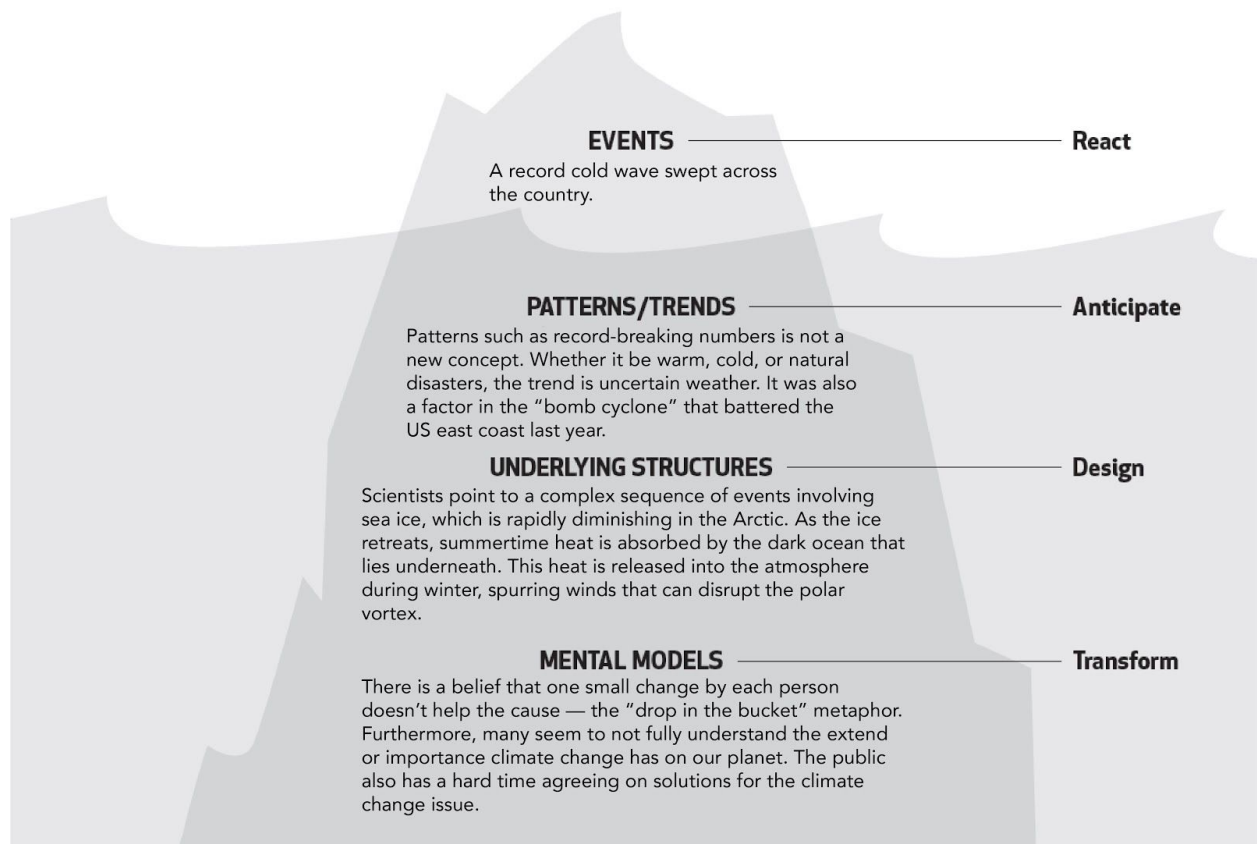 EVENTS React
A record cold wave swept across
the country.
PATTERNS/TRENDS Anticipate
Patterns such as record-breaking numbers is not a
new concept. Whether it be warm, cold, or natural
disasters, the trend is uncertain weather. It was also
a factor in the “bomb cyclone” that battered the
US east coast last year.
UNDERLYING STRUCTURES Design
Scientists point to a complex sequence of events involving
sea ice, which is rapidly diminishing in the Arctic. As the ice
retreats, summertime heat is absorbed by the dark ocean that
lies underneath. This heat is released into the atmosphere
during winter, spurring winds that can disrupt the polar
vortex.
MENTAL MODELS Transform
There is a belief that one small change by each person
doesn’t help the cause — the “drop in the bucket” metaphor.
Furthermore, many seem to not fully understand the extend
or importance climate change has on our planet. The public
also has a hard time agreeing on solutions for the climate
change issue.